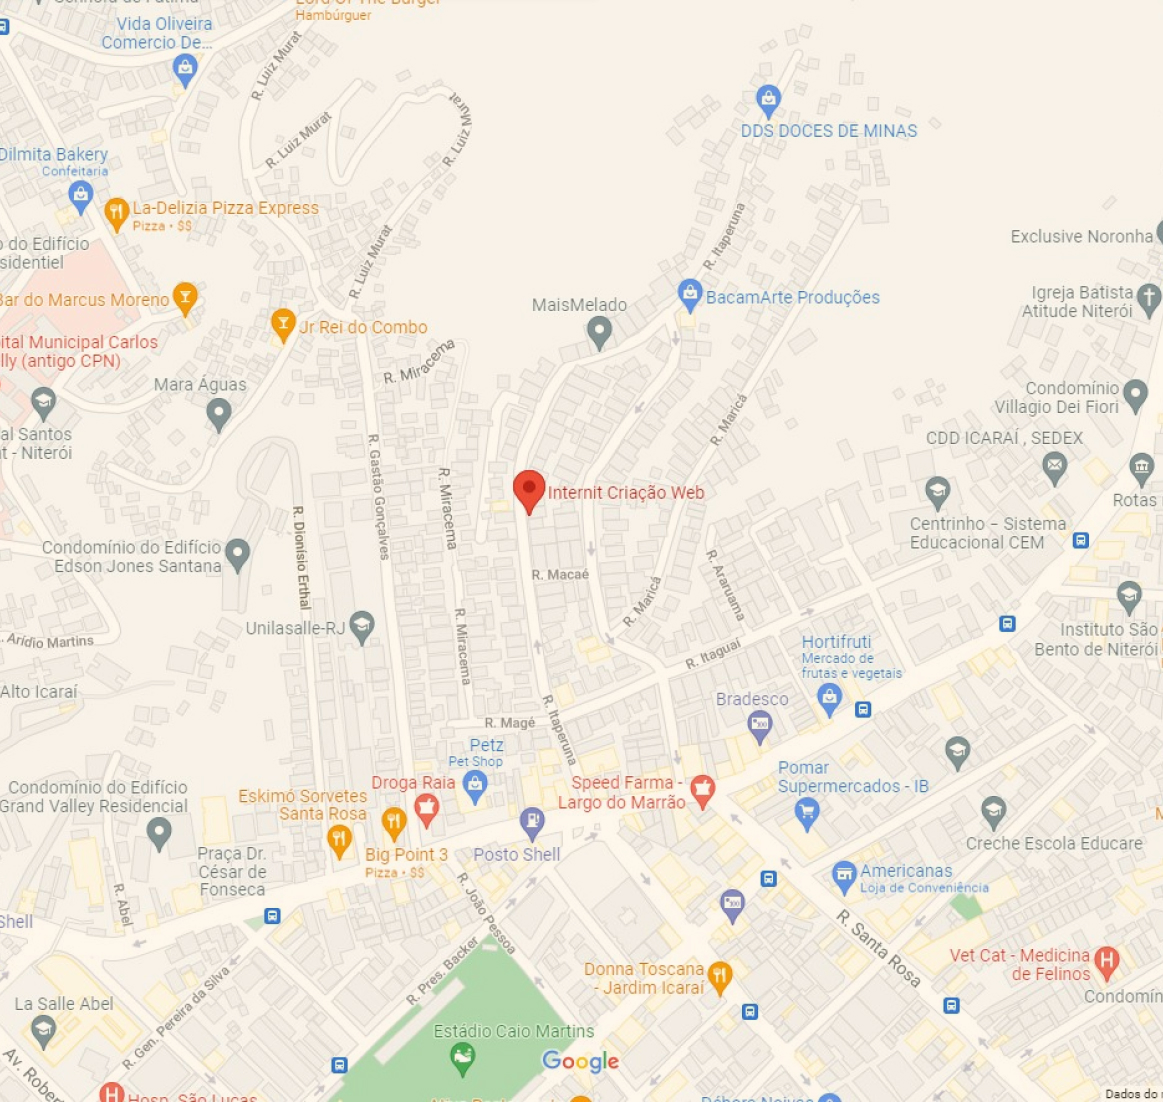 Lord Of The Burger
Hambúrguer
Vida Oliveira
Comercio De...
R. Luiz Murat
R. Luiz Murat
R. Luiz Murat
R. Luiz Murat
DDS DOCES DE MINAS
Dilmita Bakery
Confeitaria
La-Delizia Pizza Express
Pizza • $$
o do Edifício
sidentiel
R. Itaperuna
Exclusive Noronha
Igreja Batista
Atitude Niterói
Bar do Marcus Moreno
MaisMelado
BacamArte Produções
Jr Rei do Combo
ital Municipal Carlos
lly (antigo CPN)
R. Miracema
Mara Águas
Condomínio
Villagio Dei Fiori
R. Maricá
al Santos
t - Niterói
CDD ICARAÍ , SEDEX
R. Gastão Gonçalves
R. Miracema
Internit Criação Web
Rotas
R. Dionísio Erthal
Centrinho – Sistema
Educacional CEM
Condomínio do Edifício
Edson Jones Santana
R. Macaé
R. Araruama
R. Maricá
R. Miracema
Unilasalle-RJ
. Arídio Martins
Instituto São
Bento de Niterói
Hortifruti
Mercado de
frutas e vegetais
R. Itaguaí
Alto Icaraí
Bradesco
R. Magé
R. Itaperuna
Petz
Pet Shop
Droga Raia
Speed Farma -
Largo do Marrão
Pomar
Supermercados - IB
Condomínio do Edifício
Grand Valley Residencial
Eskimó Sorvetes
Santa Rosa
Big Point 3
Pizza • $$
Posto Shell
Creche Escola Educare
Praça Dr.
César de
Fonseca
Americanas
Loja de Conveniência
R. Abel
R. João Pessoa
Shell
R. Santa Rosa
R. Pres. Backer
Vet Cat - Medicina
de Felinos
Donna Toscana
- Jardim Icaraí
R. Gen. Pereira da Silva
Condomín
La Salle Abel
Estádio Caio Martins
Google
Av. Rober
Hosp. São Lucas
Dados do